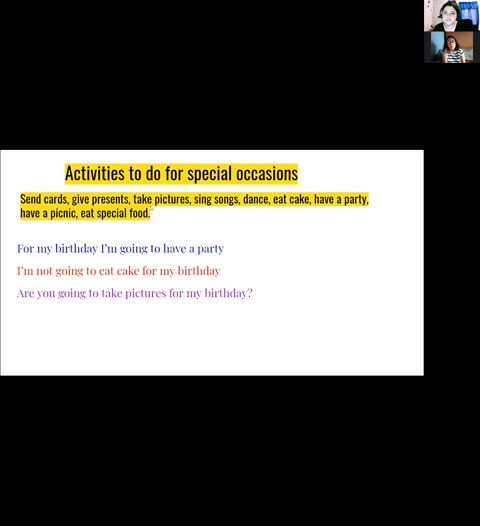 Activities to do for special occasions
Send cards, give presents, take pictures, sing songs, dance, eat cake, have a party,
have a picnic, eat special food.
For my birthday I'm going to have a party
I'm not going to eat cake for my birthday
Are you going to take pictures for my birthday?